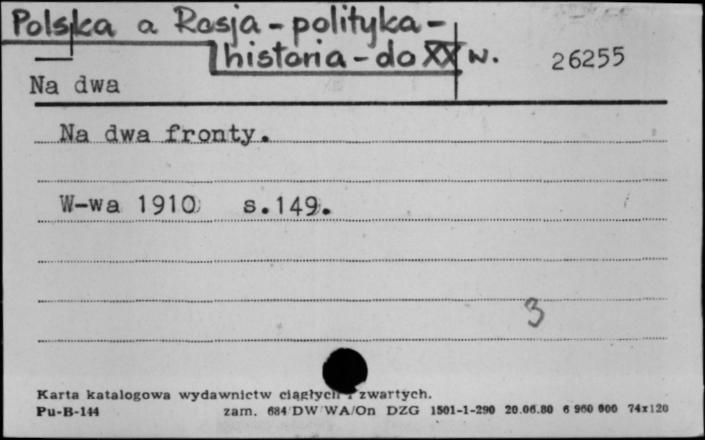 Polska a Rosja - polityka -
historia - do XX w.
26255
Na dwa
Na dwa fronty.
W-wa 1910 s.149.
3
Karta katalogowa wydawnictw ciągłych i zwartych.
Pu-B-144 zam. 684/DW WA/On DZG 1501-1-290 20.06.80 6 960 000 74x120